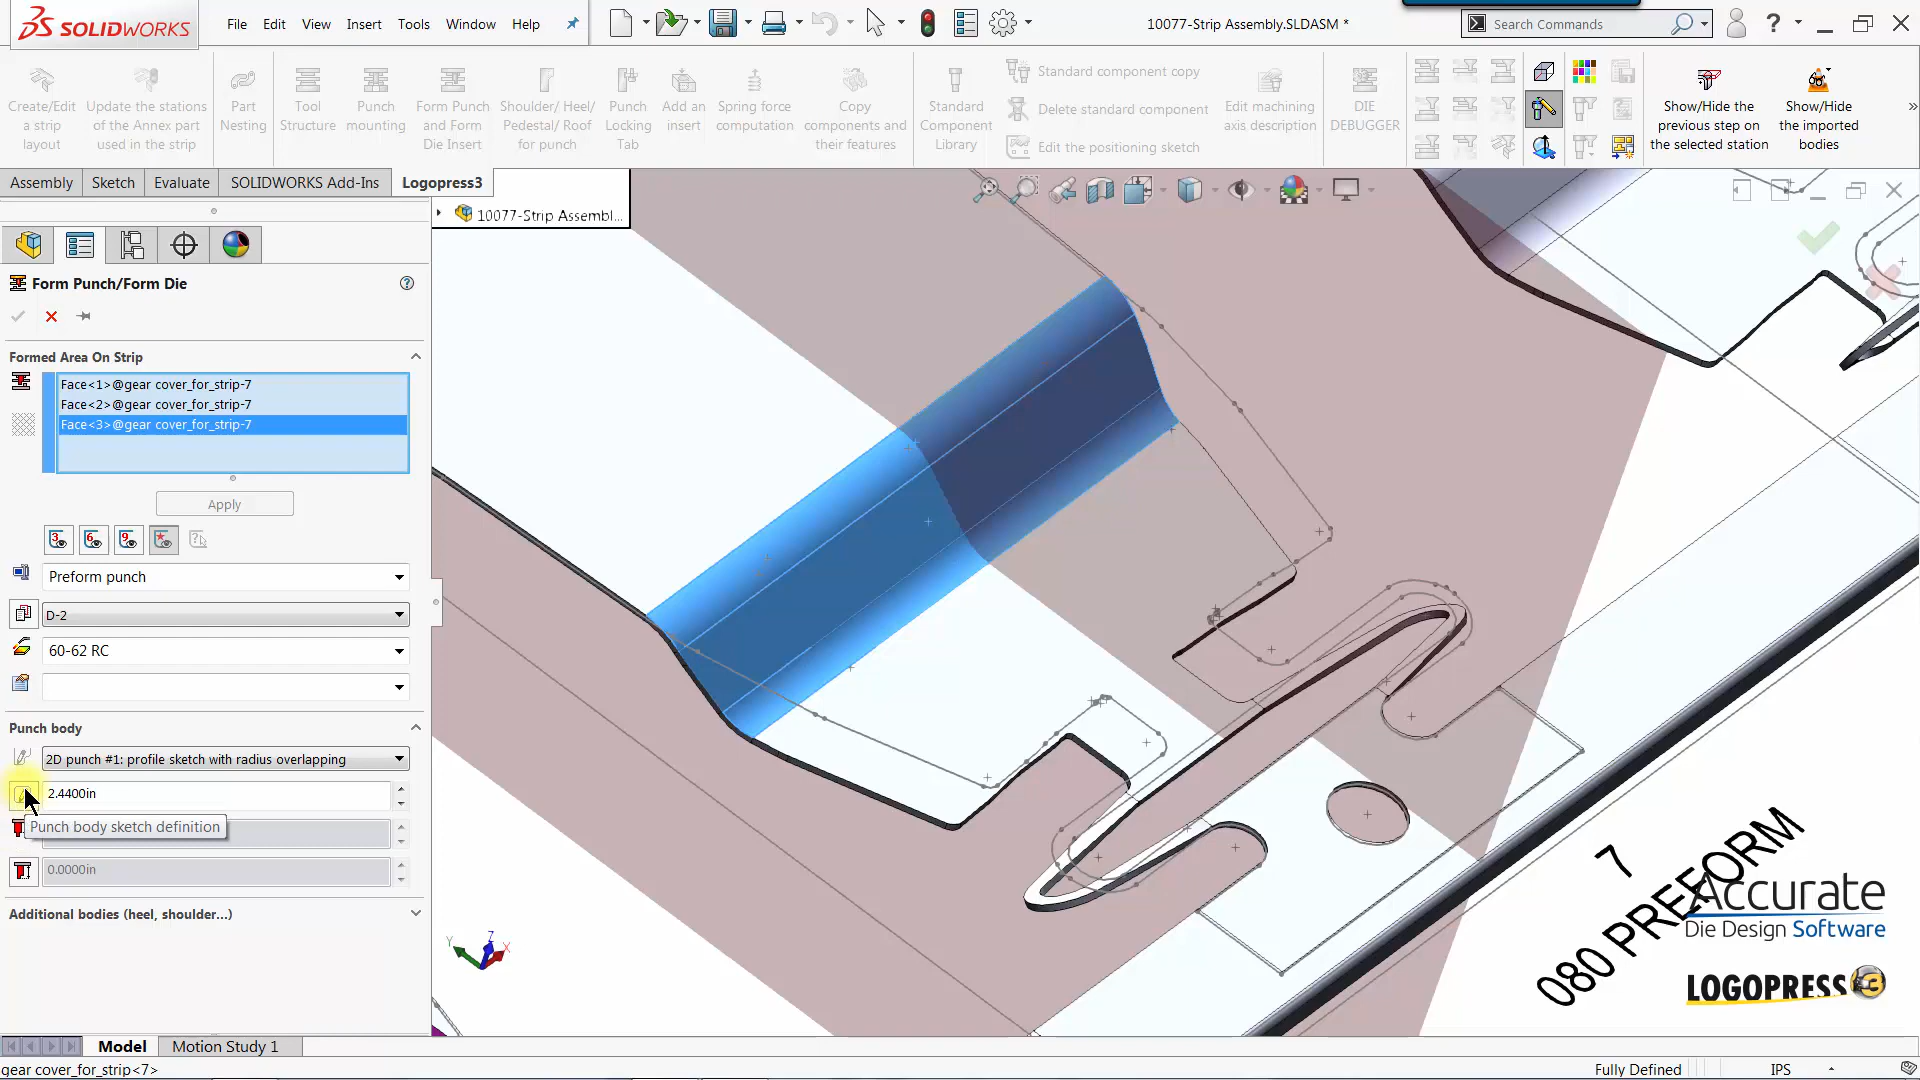 SOLIDWORKS
File Edit View Insert Tools Window Help
10077-Strip Assembly.SLDASM *
Search Commands
?
Create/Edit
a strip
layout
Update the stations
of the Annex part
used in the strip
Part
Nesting
Tool
Structure
Punch
mounting
Form Punch
and Form
Die Insert
Shoulder/ Heel/
Pedestal/ Roof
for punch
Punch
Locking
Tab
Add an
insert
Spring force
computation
Copy
components and
their features
Standard
Component
Library
Standard component copy
Delete standard component
Edit the positioning sketch
Edit machining
axis description
DIE
DEBUGGER
Show/Hide the
previous step on
the selected station
Show/Hide
the imported
bodies
Assembly Sketch Evaluate SOLIDWORKS Add-Ins Logopress3
10077-Strip Assembl...
Form Punch/Form Die
Formed Area On Strip
Face<1>@gear cover_for_strip-7
Face<2>@gear cover_for_strip-7
Face<3>@gear cover_for_strip-7
Apply
3 6 9
Preform punch
D-2
60-62 RC
Punch body
2D punch #1: profile sketch with radius overlapping
2.4400in
Punch body sketch definition
0.0000in
Additional bodies (heel, shoulder...)
Z
Y
X
7
080 PREFORM
Accurate
Die Design Software
LOGOPRESS 3
Model Motion Study 1
gear cover_for_strip<7>
Fully Defined
IPS